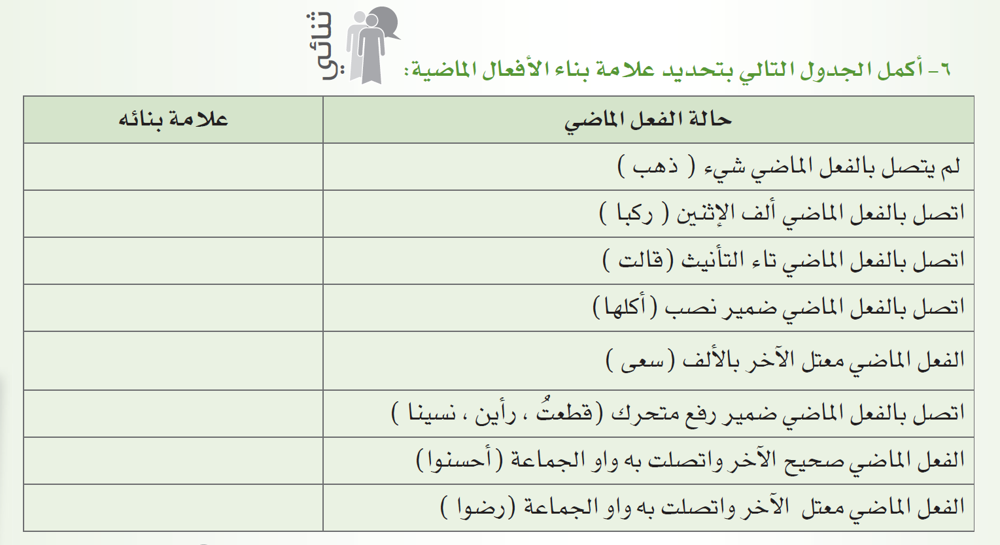 ثنائي
٦- أكمل الجدول التالي بتحديد علامة بناء الأفعال الماضية:
حالة الفعل الماضي
علامة بنائه
لم يتصل بالفعل الماضي شيء ( ذهب )
اتصل بالفعل الماضي ألف الإثنين ( ركبا )
اتصل بالفعل الماضي تاء التأنيث (قالت )
اتصل بالفعل الماضي ضمير نصب (أكلها)
الفعل الماضي معتل الآخر بالألف (سعى )
اتصل بالفعل الماضي ضمير رفع متحرك (قطعتُ ، رأين ، نسينا )
الفعل الماضي صحيح الآخر واتصلت به واو الجماعة (أحسنوا)
الفعل الماضي معتل الآخر واتصلت به واو الجماعة (رضوا )